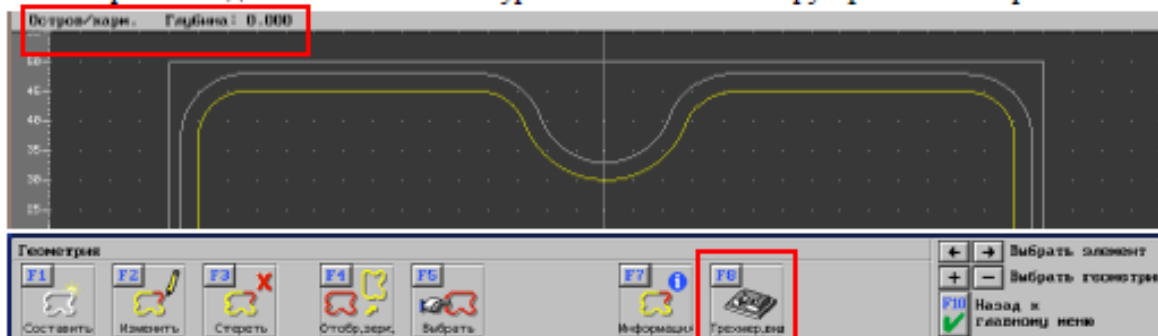 Остров/карм. Глубина: 0.000
50
45
40
35
30
25
Геометрия
← → Выбрать элемент
F1 F2 F3 F4 F5 F7 F8
+ − Выбрать геометрию
F10 Назад к
главному меню
Составить Изменить Стереть Отобр.зерк. Выбрать Информация Трехмер.вид